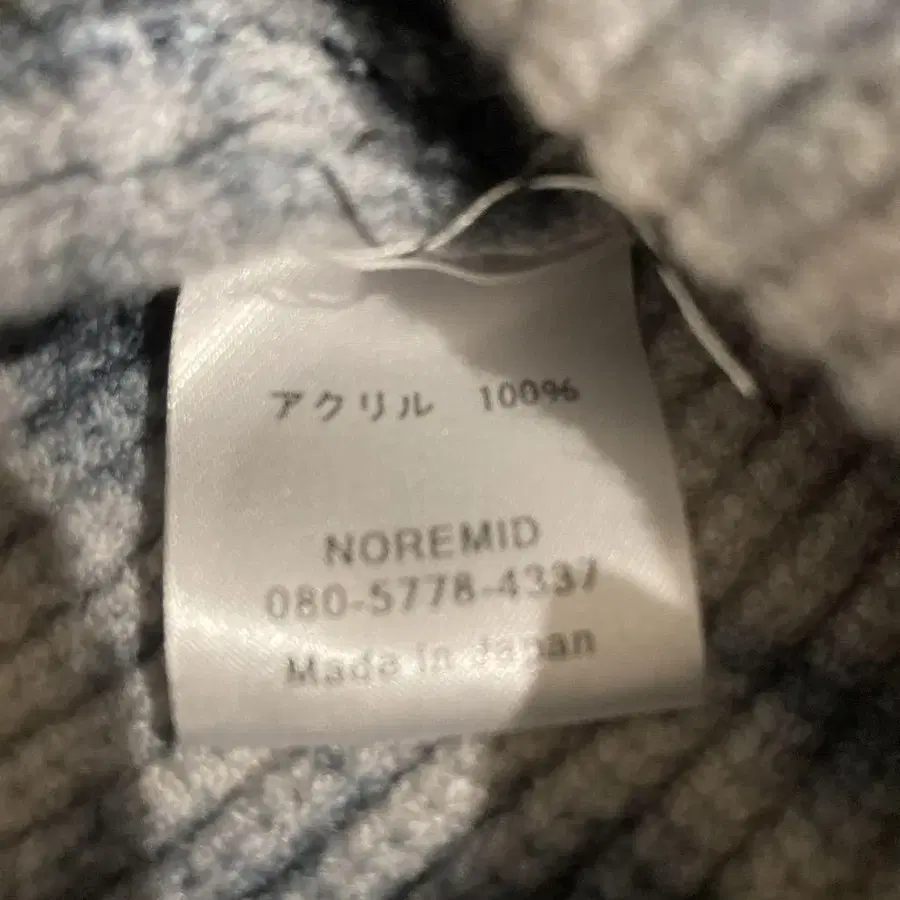 アクリル 100%
NOREMID
080-5778-4337
Made in Japan